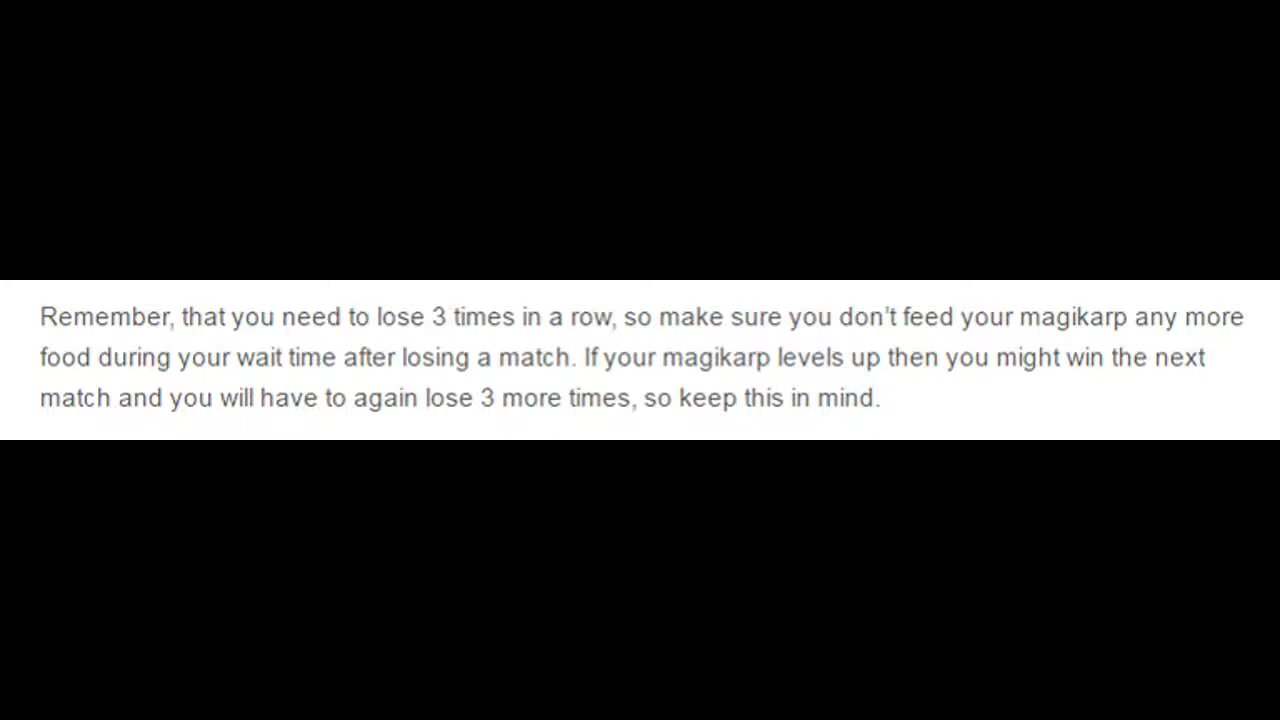 Remember, that you need to lose 3 times in a row, so make sure you don't feed your magikarp any more
food during your wait time after losing a match. If your magikarp levels up then you might win the next
match and you will have to again lose 3 more times, so keep this in mind.